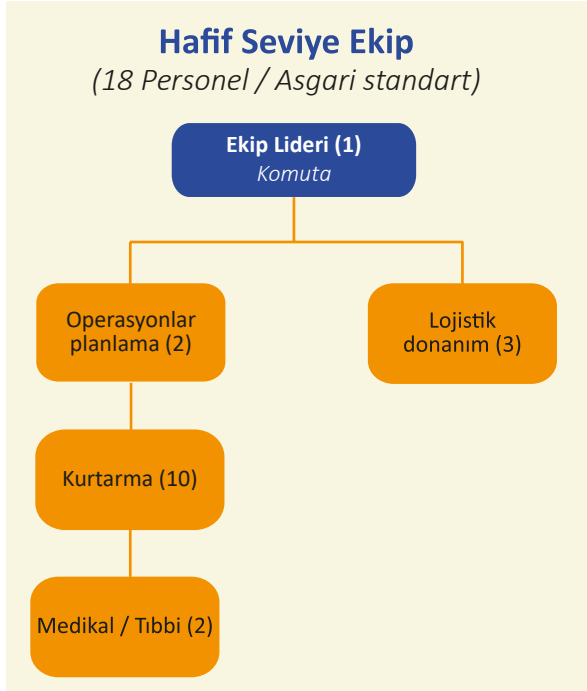 Hafif Seviye Ekip
(18 Personel / Asgari standart)
Ekip Lideri (1)
Komuta
Operasyonlar
planlama (2)
Lojistik
donanım (3)
Kurtarma (10)
Medikal / Tıbbi (2)